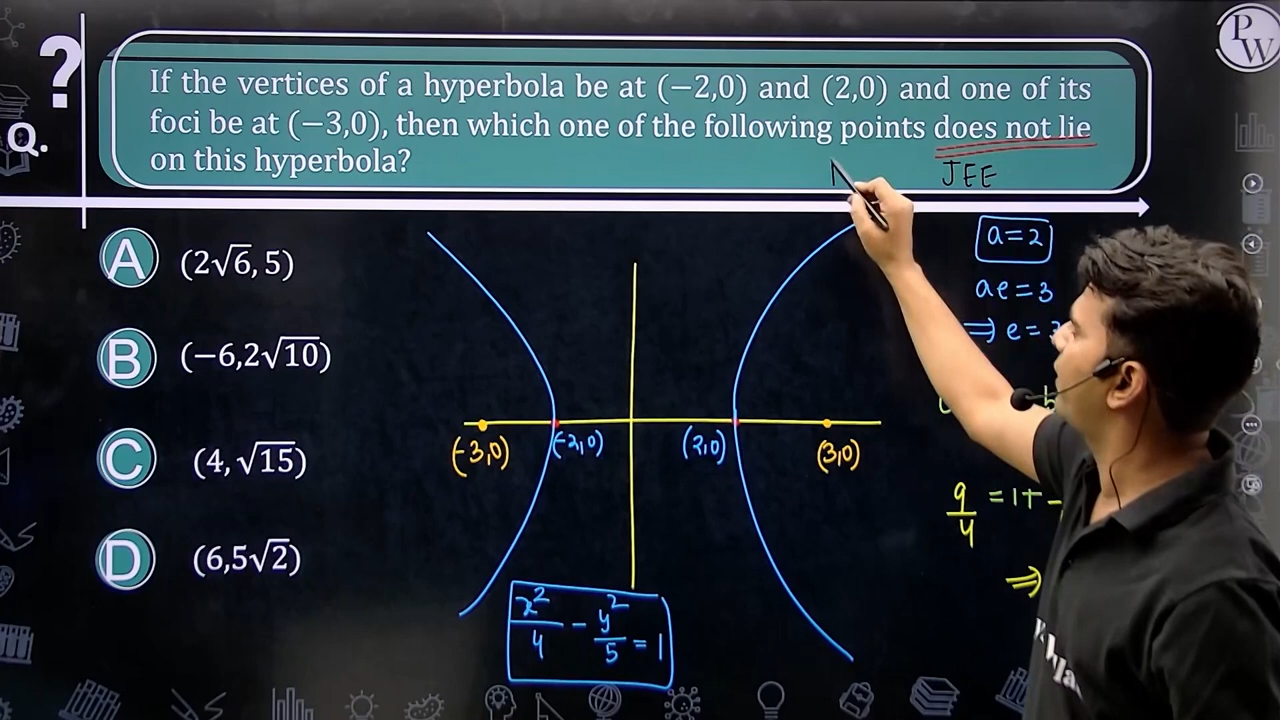 PW
?
Q.
If the vertices of a hyperbola be at (−2,0) and (2,0) and one of its
foci be at (−3,0), then which one of the following points does not lie
on this hyperbola?
JEE
A (2√6, 5)
B (−6,2√10)
C (4, √15)
D (6,5√2)
a=2
ae=3
⇒ e=
9/4 = 1+
⇒
(-3,0)
(-2,0)
(2,0)
(3,0)
x²/4 - y²/5 = 1